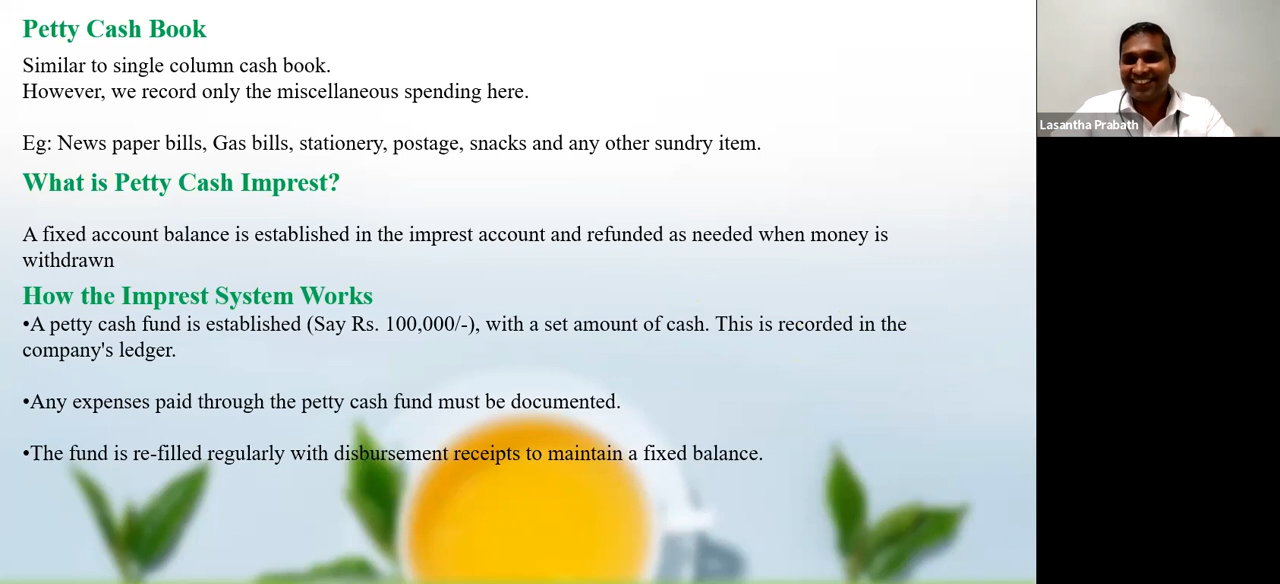 Petty Cash Book
Similar to single column cash book.
However, we record only the miscellaneous spending here.
Eg: News paper bills, Gas bills, stationery, postage, snacks and any other sundry item.
What is Petty Cash Imprest?
A fixed account balance is established in the imprest account and refunded as needed when money is
withdrawn
How the Imprest System Works
•A petty cash fund is established (Say Rs. 100,000/-), with a set amount of cash. This is recorded in the
company's ledger.
•Any expenses paid through the petty cash fund must be documented.
•The fund is re-filled regularly with disbursement receipts to maintain a fixed balance.
Lasantha Prabath